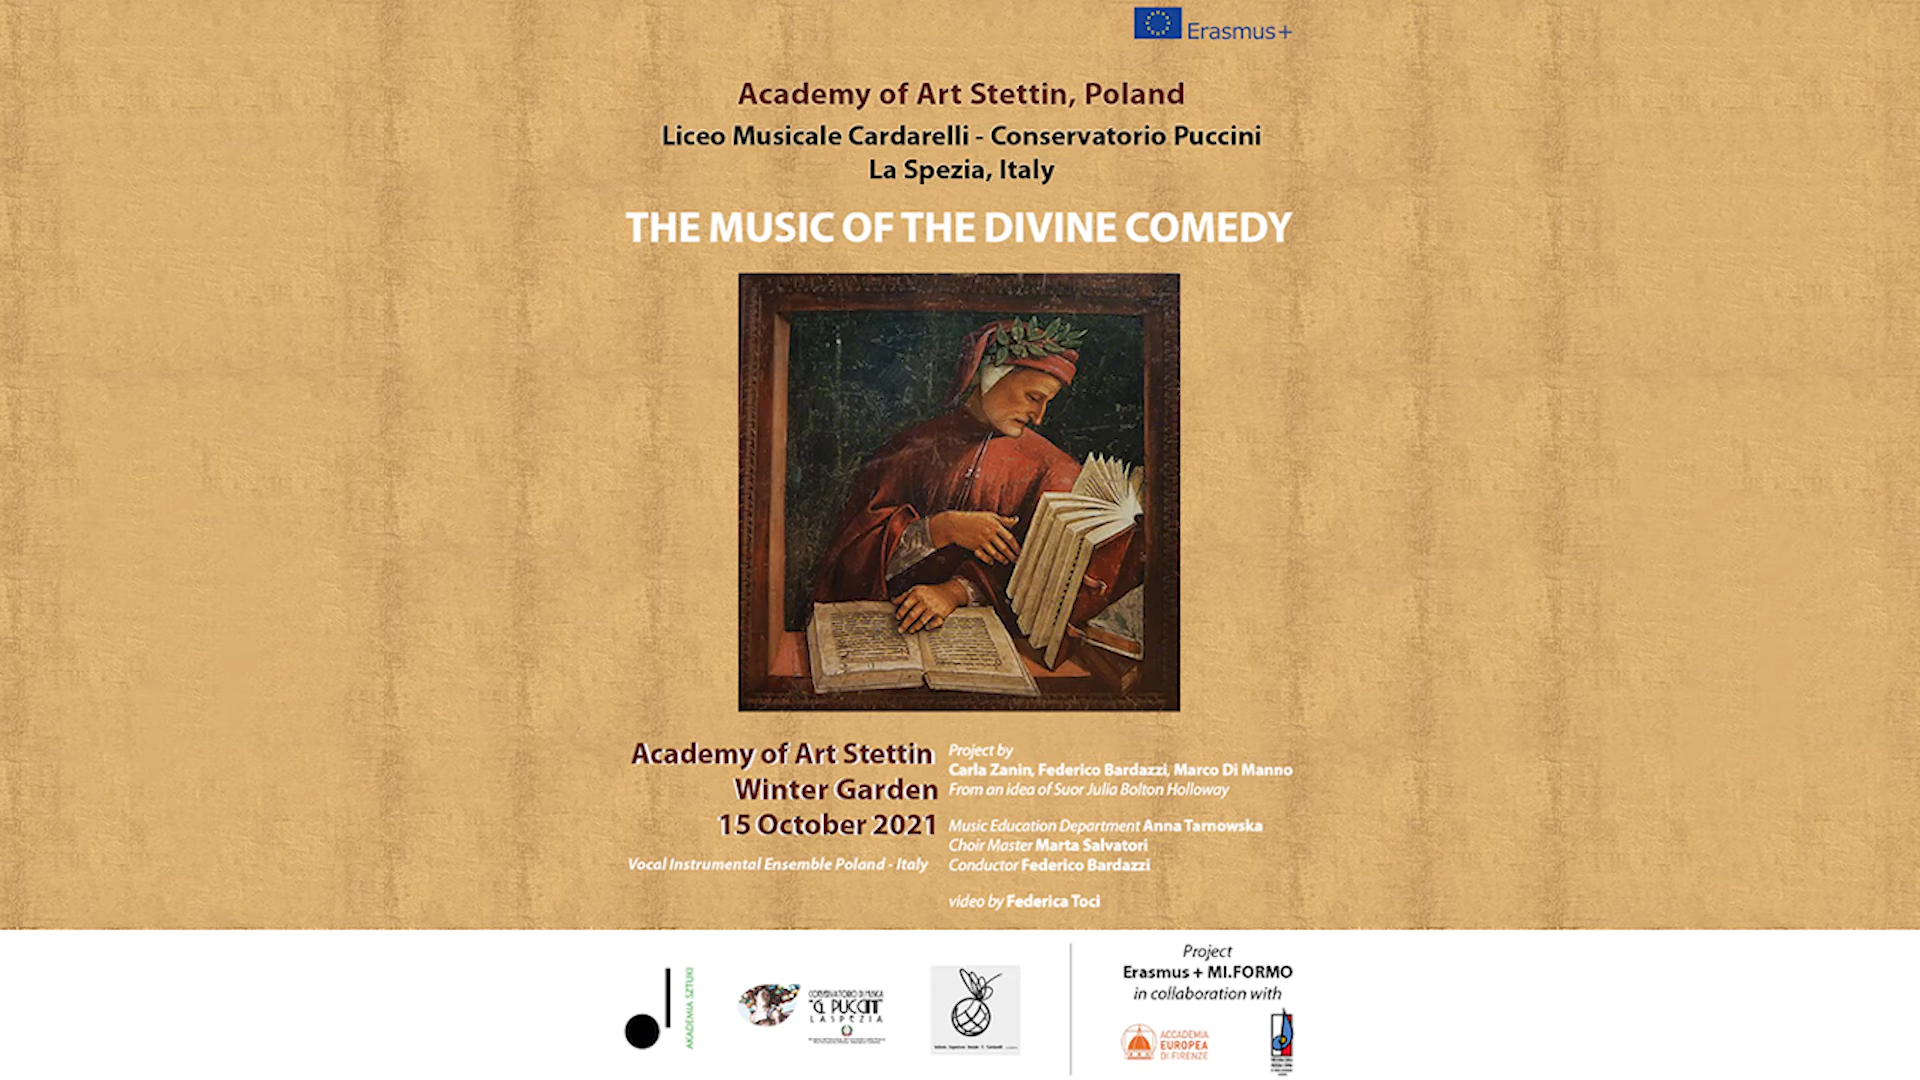 Erasmus+
Academy of Art Stettin, Poland
Liceo Musicale Cardarelli - Conservatorio Puccini
La Spezia, Italy
THE MUSIC OF THE DIVINE COMEDY
Academy of Art Stettin
Winter Garden
15 October 2021
Vocal Instrumental Ensemble Poland - Italy
Project by
Carla Zanin, Federico Bardazzi, Marco Di Manno
From an idea of Suor Julia Bolton Holloway
Music Education Department Anna Tarnowska
Choir Master Marta Salvatori
Conductor Federico Bardazzi
video by Federica Toci
AKADEMIA SZTUKI
CONSERVATORIO DI MUSICA
"G. PUCCINI"
LA SPEZIA
Project
Erasmus + MI.FORMO
in collaboration with
ACCADEMIA
EUROPEA
DI FIRENZE